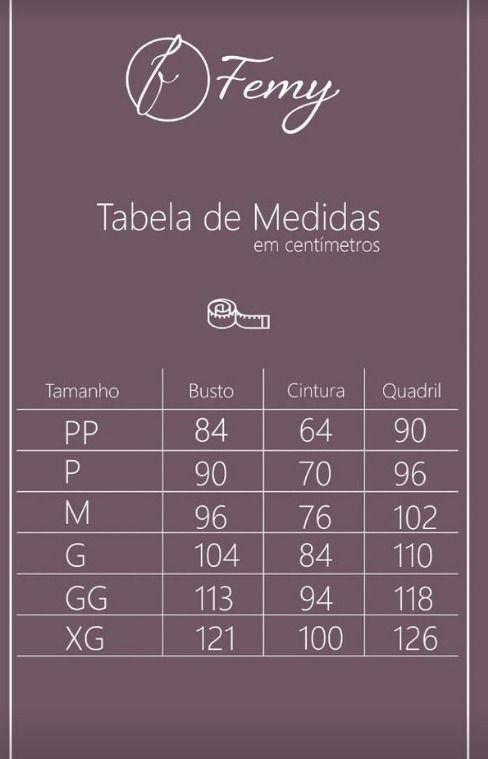 Femy
Tabela de Medidas
em centímetros
Tamanho Busto Cintura Quadril
PP 84 64 90
P 90 70 96
M 96 76 102
G 104 84 110
GG 113 94 118
XG 121 100 126